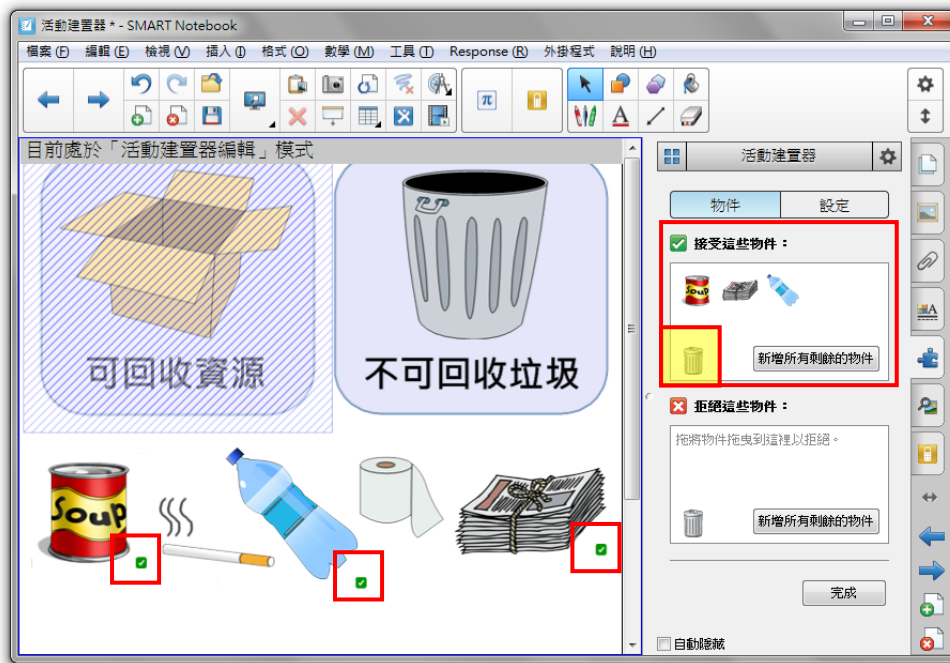 活動建置器 * - SMART Notebook
檔案 (F) 編輯 (E) 檢視 (V) 插入 (I) 格式 (O) 數學 (M) 工具 (T) Response (R) 外掛程式 說明 (H)
π
A
目前處於「活動建置器編輯」模式
可回收資源
不可回收垃圾
Soup
活動建置器
物件 設定
接受這些物件：
Soup
新增所有剩餘的物件
拒絕這些物件：
拖將物件拖曳到這裡以拒絕。
新增所有剩餘的物件
完成
自動隱藏
A